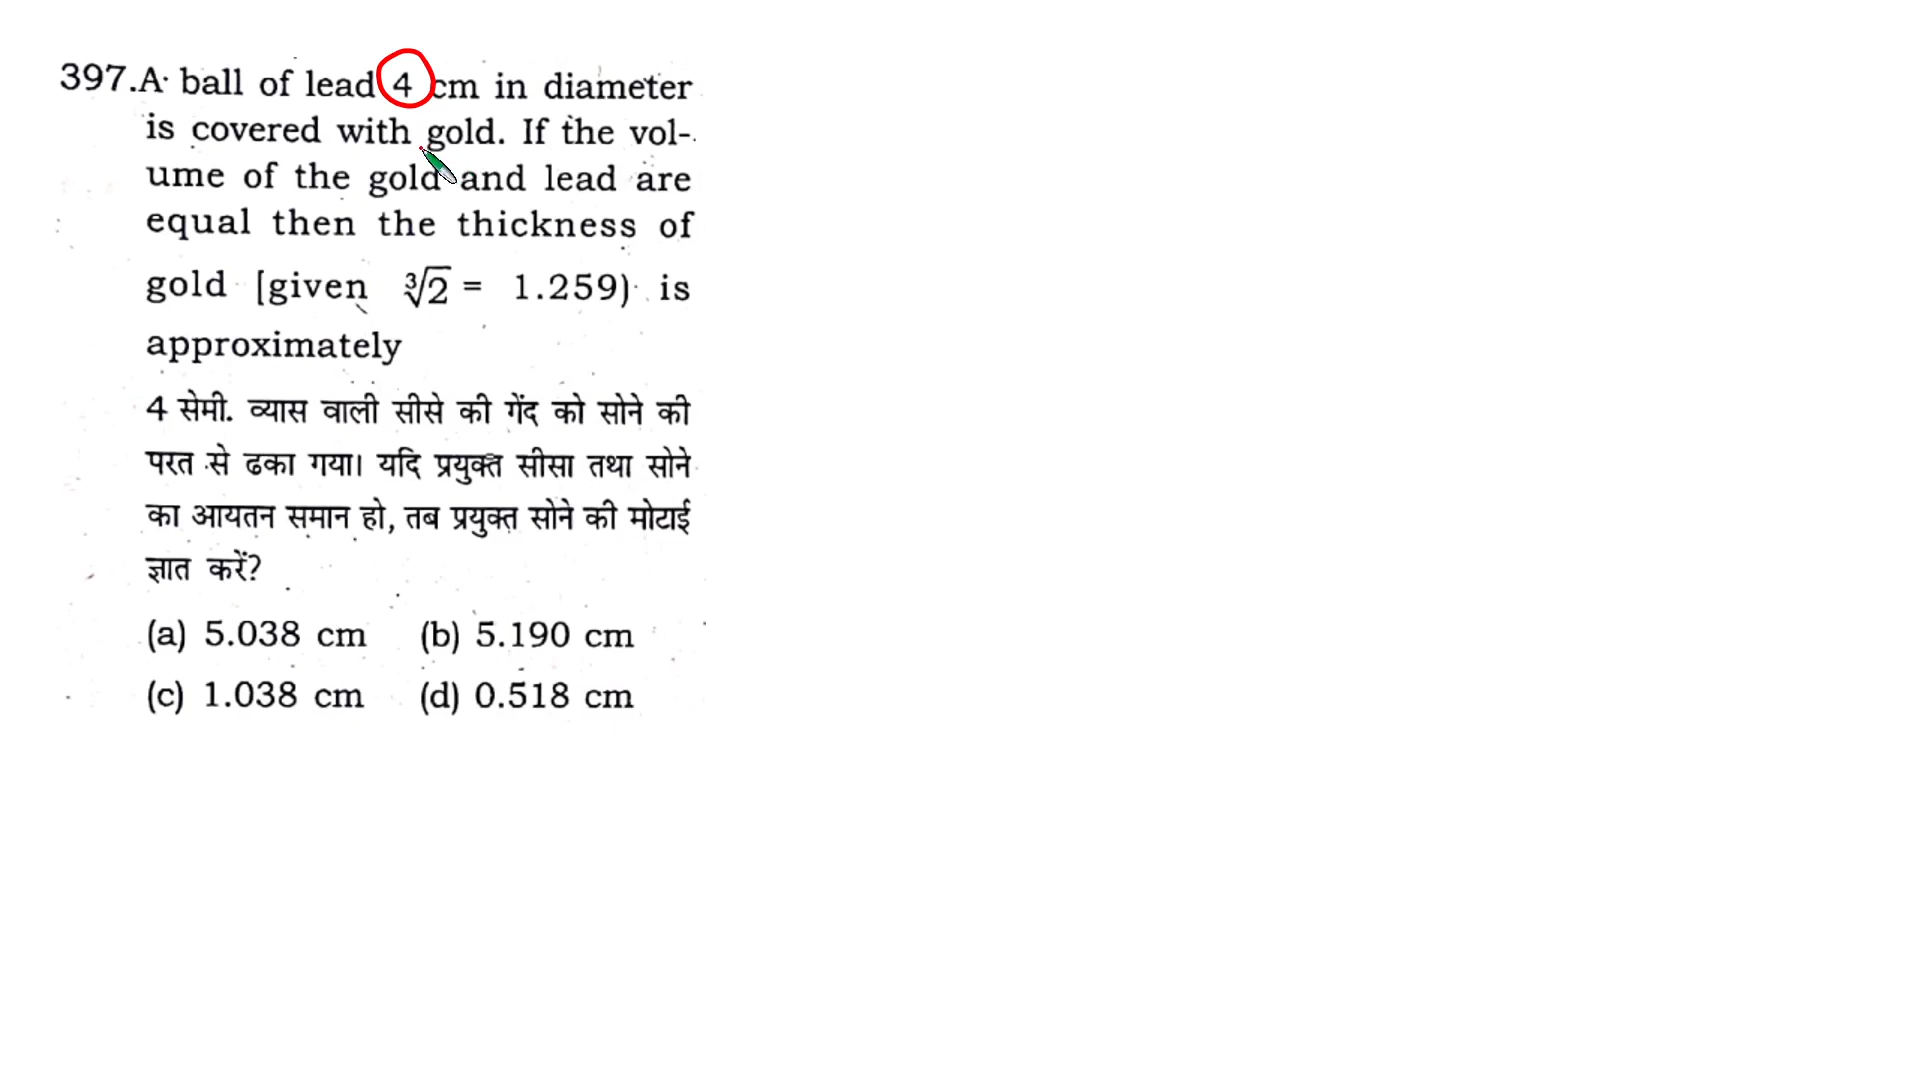 397.A ball of lead 4 cm in diameter
is covered with gold. If the vol-
ume of the gold and lead are
equal then the thickness of
gold [given ∛2 = 1.259) is
approximately
4 सेमी. व्यास वाली सीसे की गेंद को सोने की
परत से ढका गया। यदि प्रयुक्त सीसा तथा सोने
का आयतन समान हो, तब प्रयुक्त सोने की मोटाई
ज्ञात करें?
(a) 5.038 cm (b) 5.190 cm
(c) 1.038 cm (d) 0.518 cm